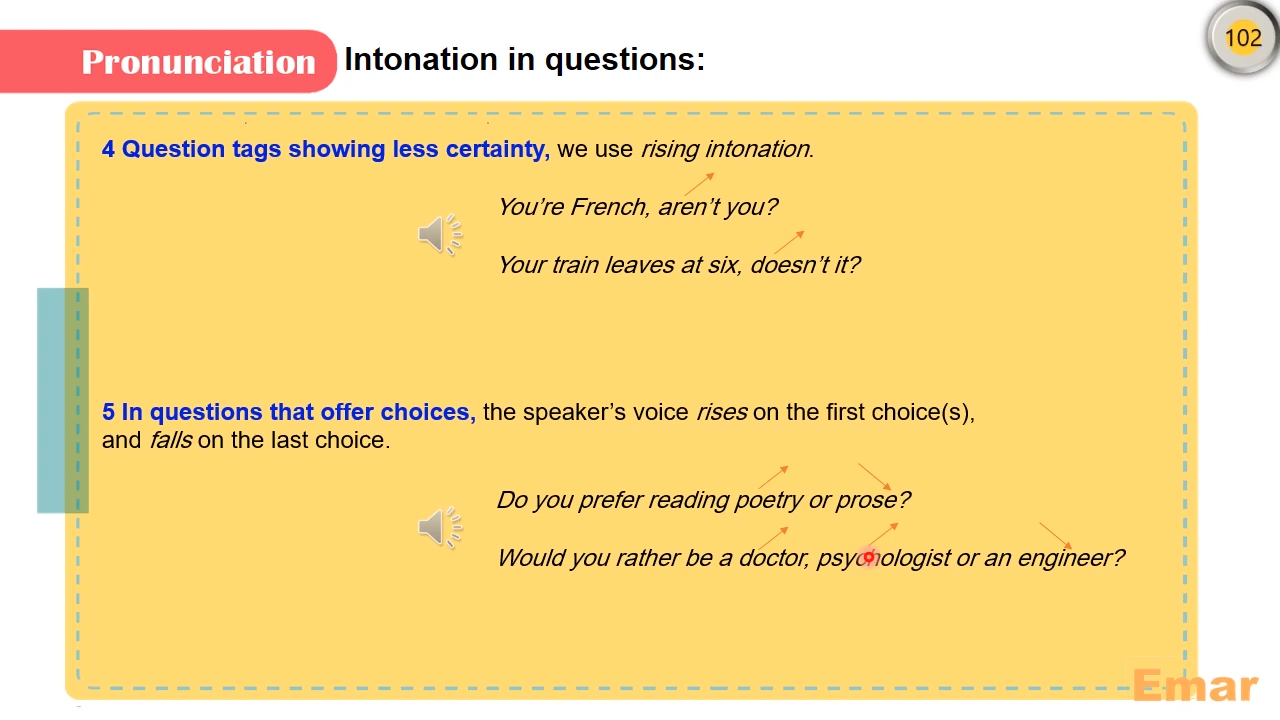 102
Pronunciation Intonation in questions:
4 Question tags showing less certainty, we use rising intonation.
You’re French, aren’t you?
Your train leaves at six, doesn’t it?
5 In questions that offer choices, the speaker’s voice rises on the first choice(s),
and falls on the last choice.
Do you prefer reading poetry or prose?
Would you rather be a doctor, psychologist or an engineer?
Emar